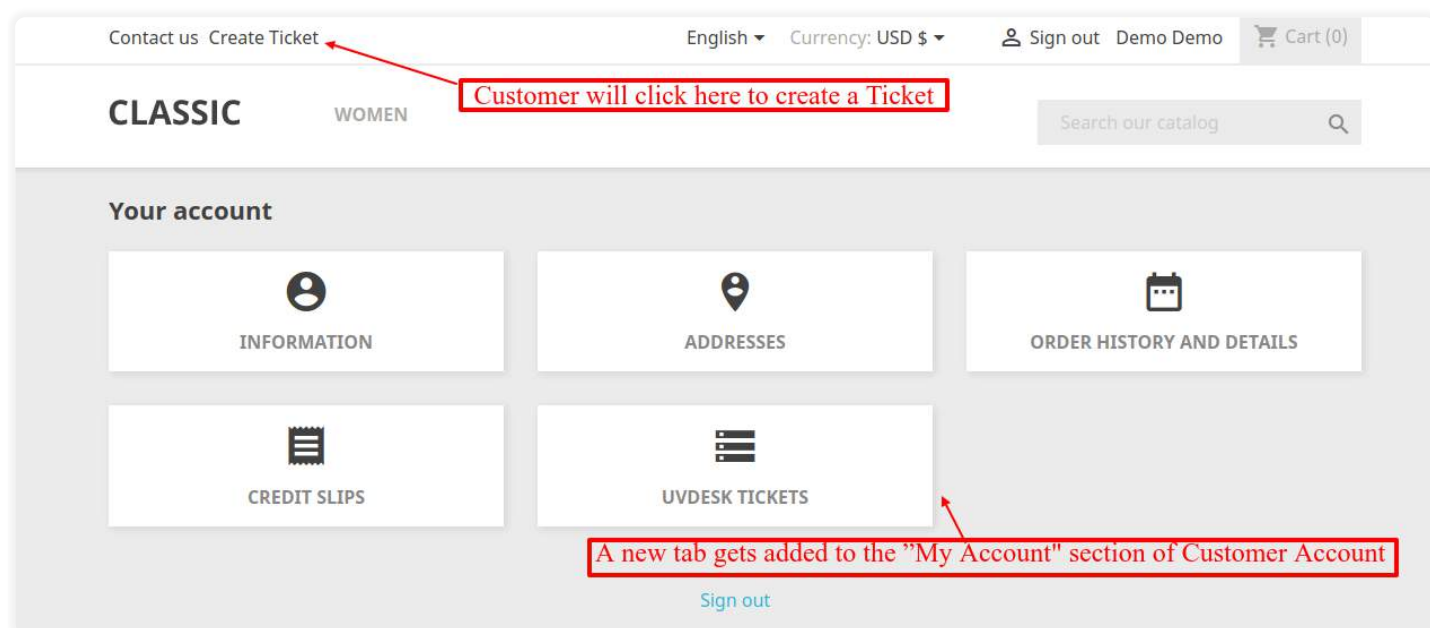 Contact us Create Ticket English Currency: USD $ Sign out Demo Demo Cart (0)
Customer will click here to create a Ticket
CLASSIC WOMEN Search our catalog
Your account
INFORMATION ADDRESSES ORDER HISTORY AND DETAILS
CREDIT SLIPS UVDESK TICKETS
A new tab gets added to the ”My Account" section of Customer Account
Sign out